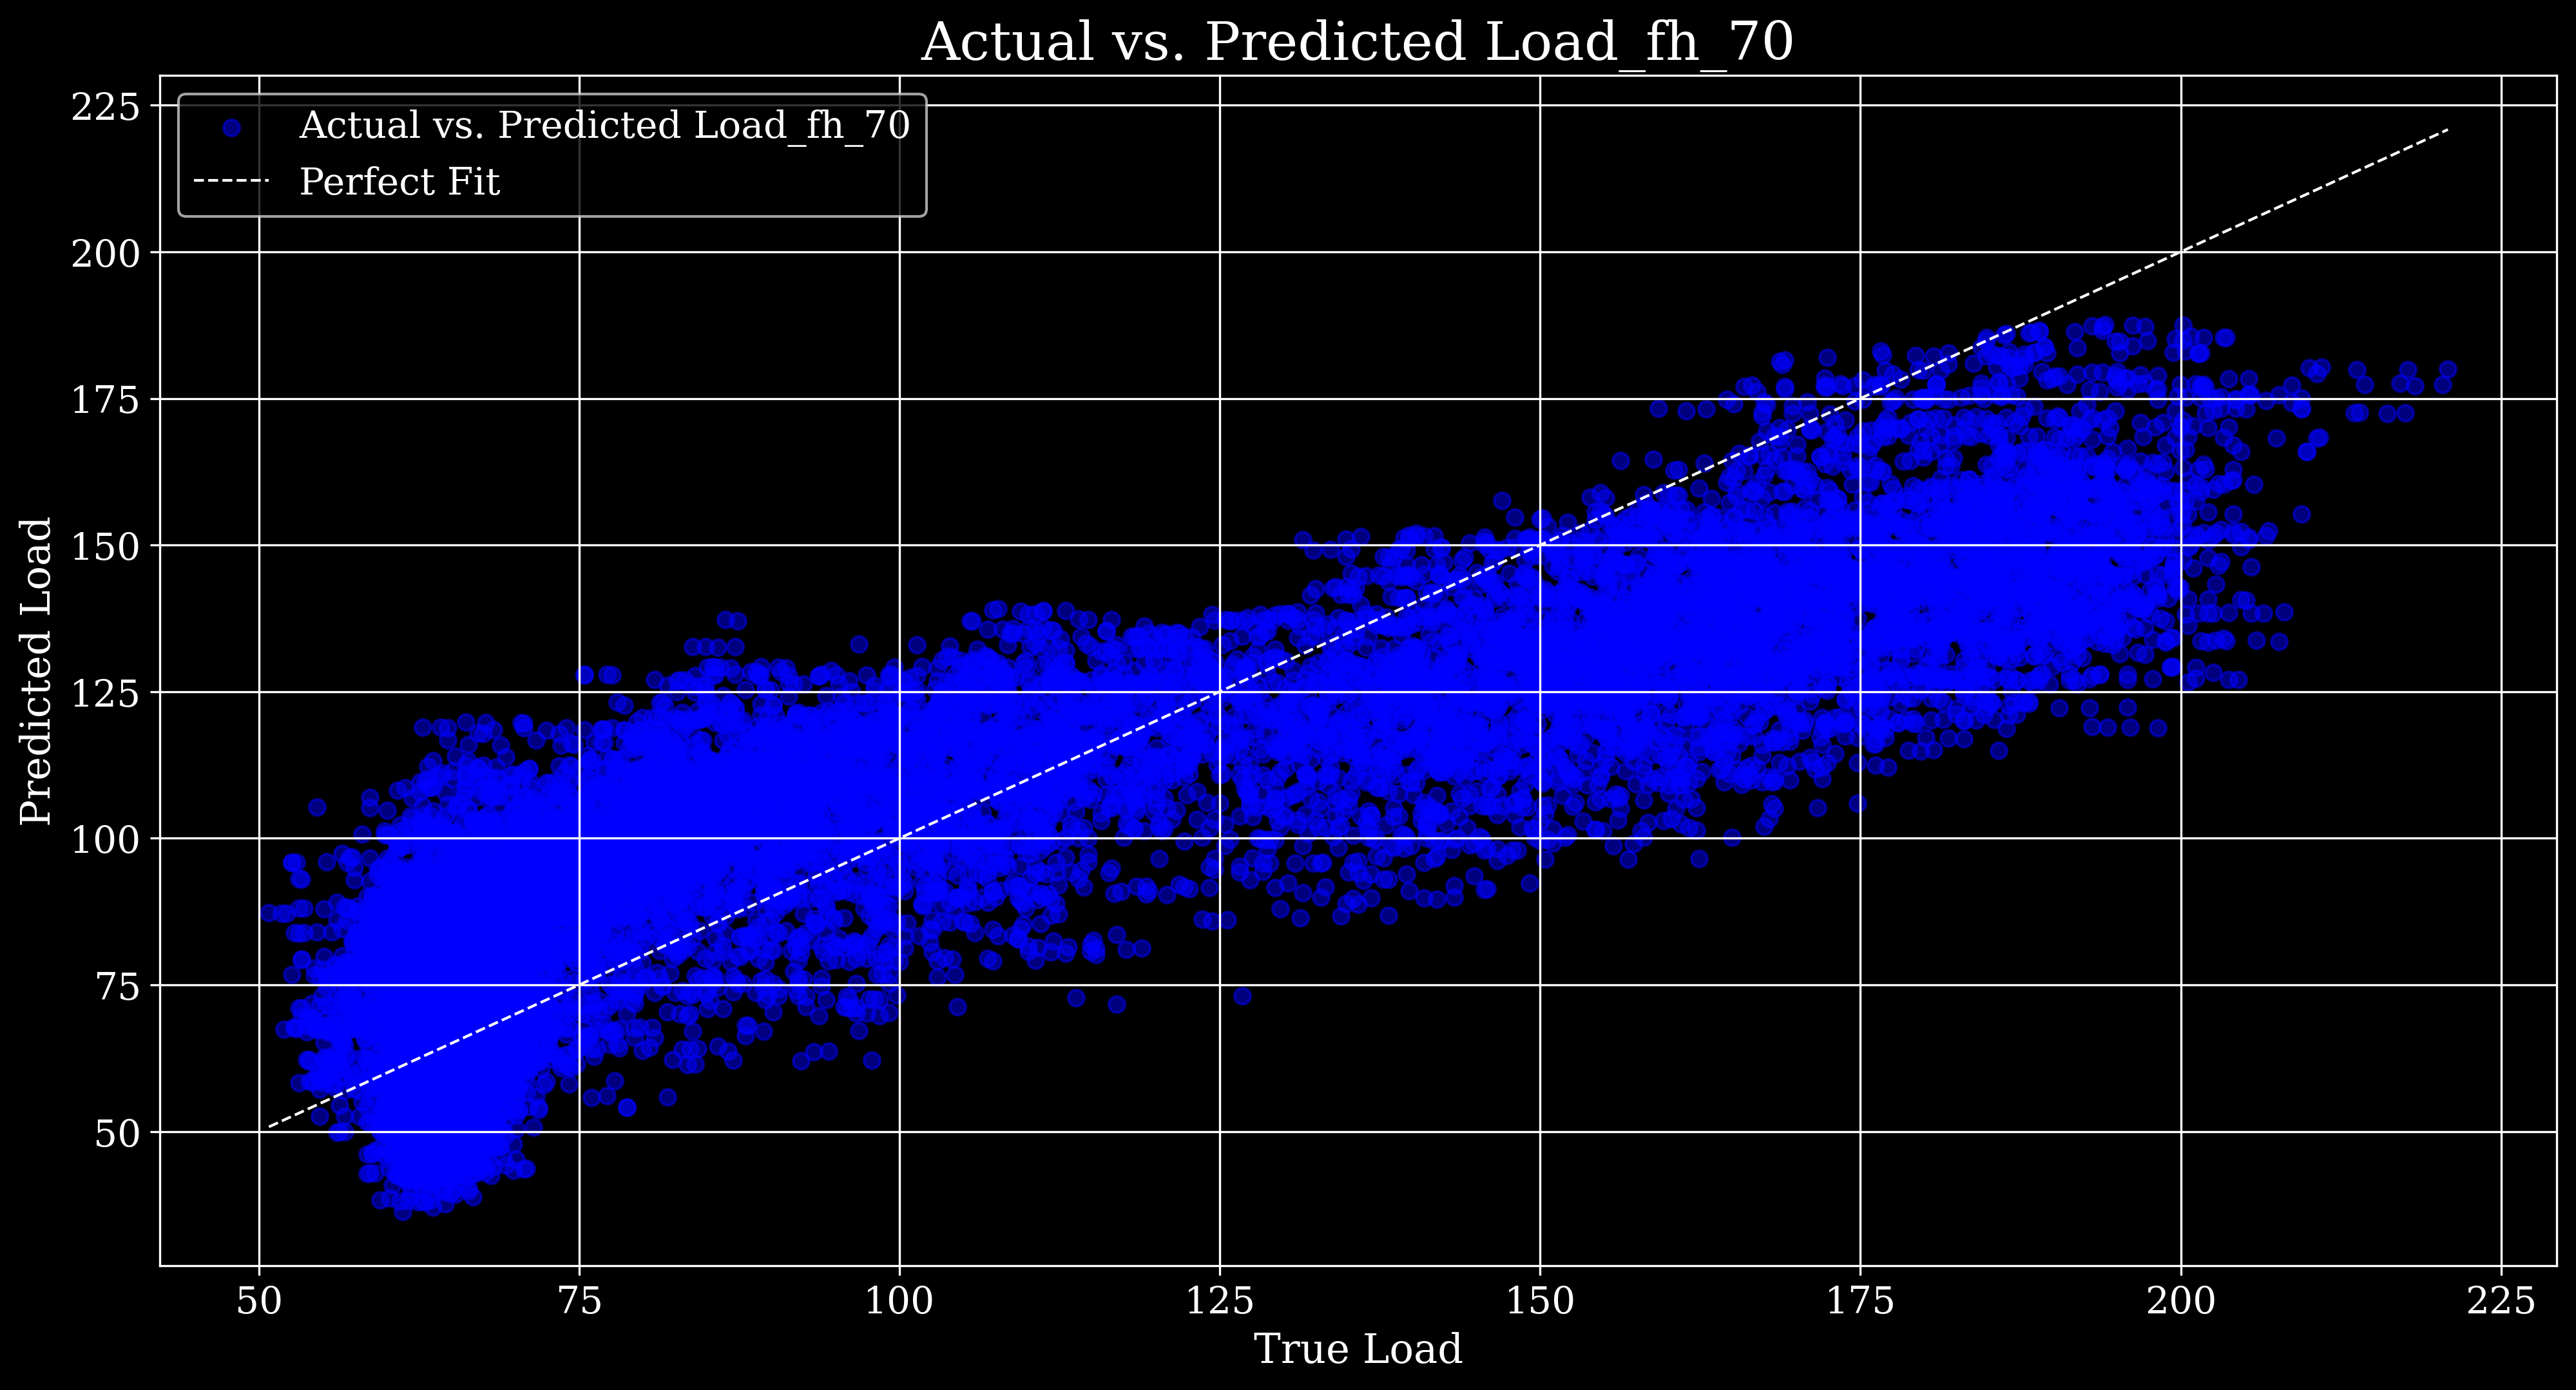 Actual vs. Predicted Load_fh_70
225
200
175
150
125
100
75
50
Predicted Load
Actual vs. Predicted Load_fh_70
Perfect Fit
50 75 100 125 150 175 200 225
True Load